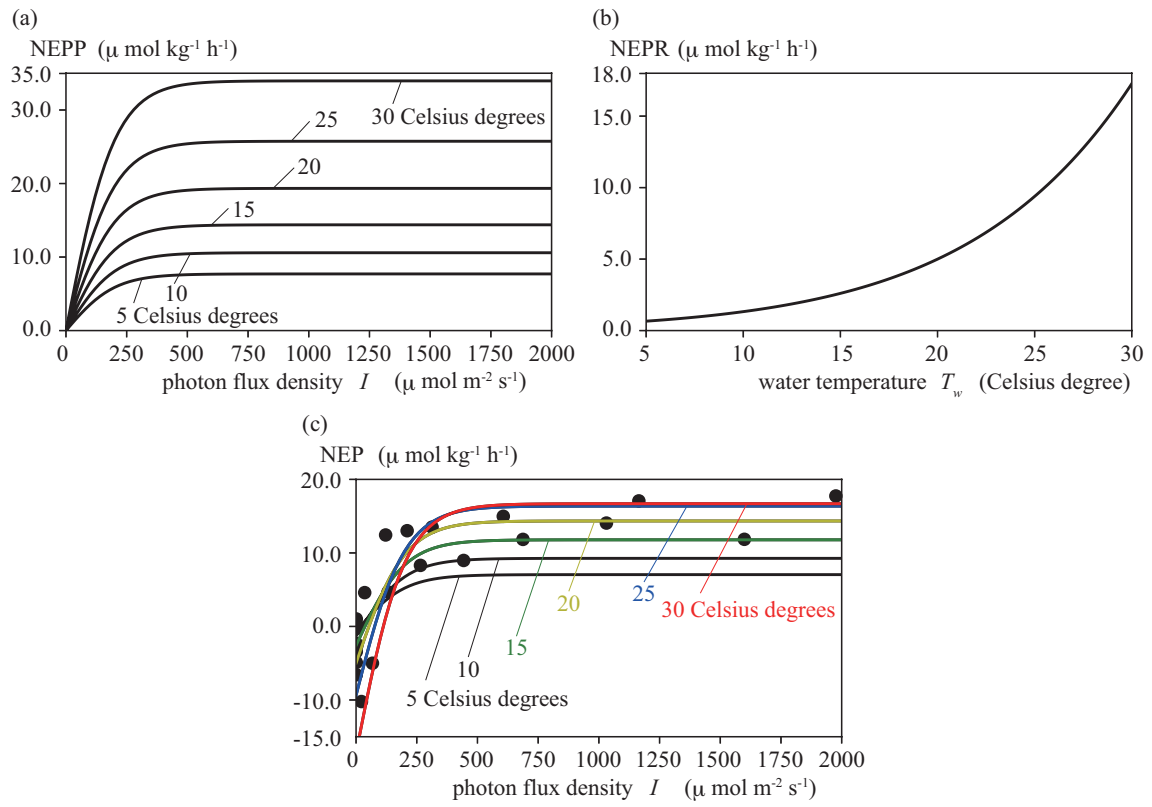 (a)
NEPP (μ mol kg⁻¹ h⁻¹)
35.0
30.0
20.0
10.0
0.0
30 Celsius degrees
25
20
15
10
5 Celsius degrees
0 250 500 750 1000 1250 1500 1750 2000
photon flux density I (μ mol m⁻² s⁻¹)
(b)
NEPR (μ mol kg⁻¹ h⁻¹)
18.0
15.0
10.0
5.0
0.0
5 10 15 20 25 30
water temperature T_w (Celsius degree)
(c)
NEP (μ mol kg⁻¹ h⁻¹)
20.0
10.0
0.0
-10.0
-15.0
20
25
30 Celsius degrees
15
10
5 Celsius degrees
0 250 500 750 1000 1250 1500 1750 2000
photon flux density I (μ mol m⁻² s⁻¹)